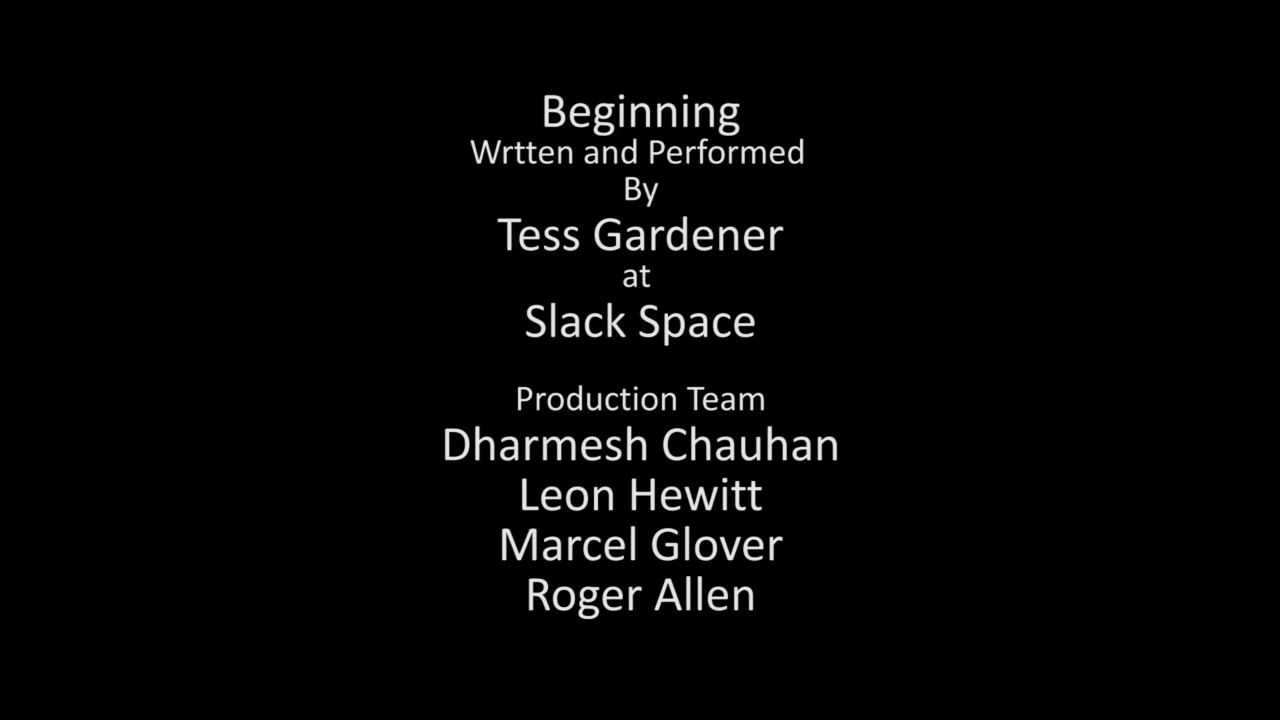 Beginning
Wrtten and Performed
By
Tess Gardener
at
Slack Space
Production Team
Dharmesh Chauhan
Leon Hewitt
Marcel Glover
Roger Allen